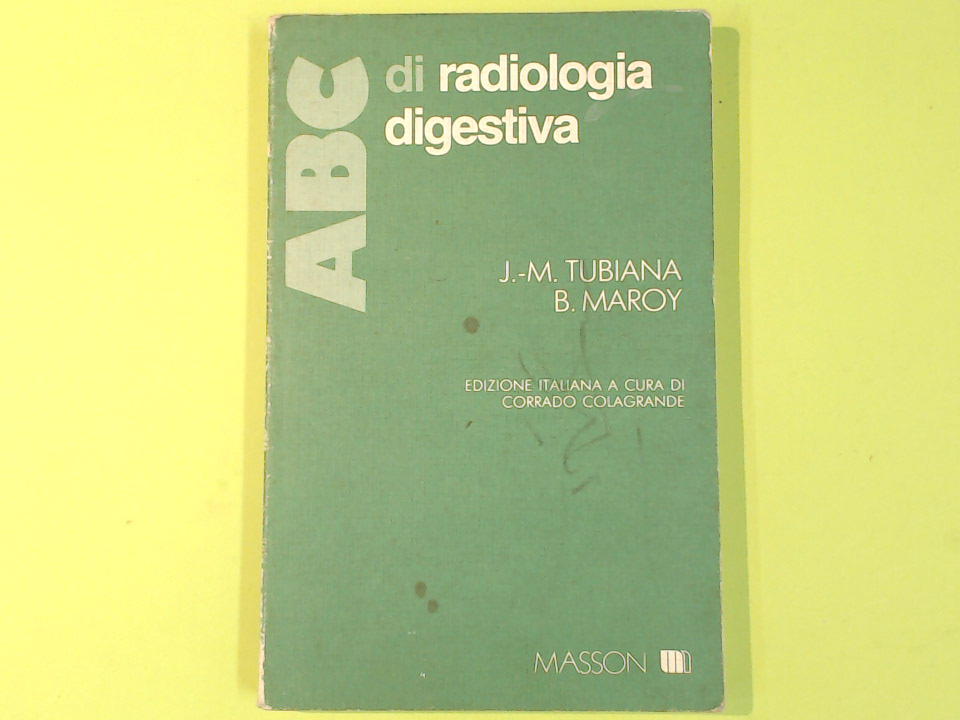 ABC
di radiologia
digestiva
J.-M. TUBIANA
B. MAROY
EDIZIONE ITALIANA A CURA DI
CORRADO COLAGRANDE
MASSON m